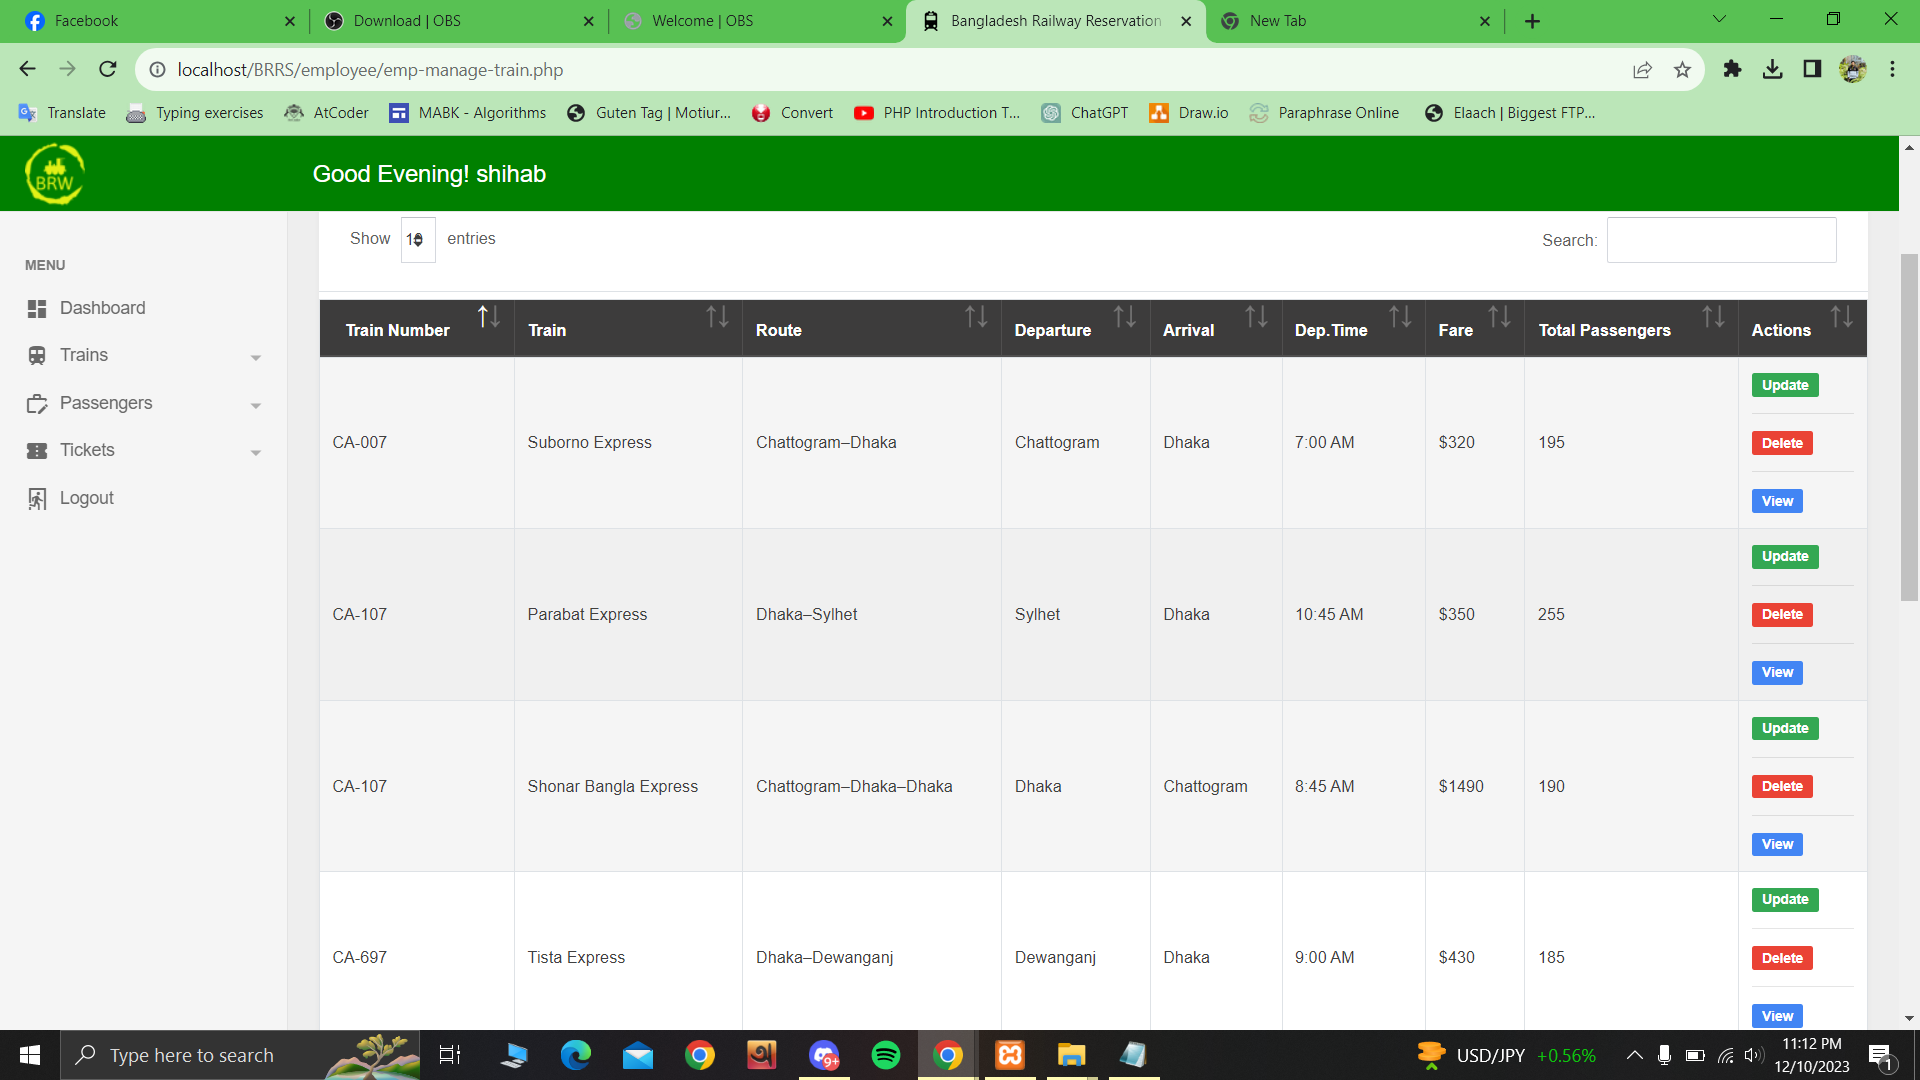 Facebook
Download | OBS
Welcome | OBS
Bangladesh Railway Reservation
New Tab
localhost/BRRS/employee/emp-manage-train.php
Translate
Typing exercises
AtCoder
MABK - Algorithms
Guten Tag | Motiur...
Convert
PHP Introduction T...
ChatGPT
Draw.io
Paraphrase Online
Elaach | Biggest FTP...
BRW
Good Evening! shihab
MENU
Dashboard
Trains
Passengers
Tickets
Logout
Show 10 entries
Search:
Train Number Train Route Departure Arrival Dep.Time Fare Total Passengers Actions
CA-007 Suborno Express Chattogram–Dhaka Chattogram Dhaka 7:00 AM $320 195
Update
Delete
View
CA-107 Parabat Express Dhaka–Sylhet Sylhet Dhaka 10:45 AM $350 255
Update
Delete
View
CA-107 Shonar Bangla Express Chattogram–Dhaka–Dhaka Dhaka Chattogram 8:45 AM $1490 190
Update
Delete
View
CA-697 Tista Express Dhaka–Dewanganj Dewanganj Dhaka 9:00 AM $430 185
Update
Delete
View
Type here to search
9+
USD/JPY +0.56%
11:12 PM
12/10/2023
1